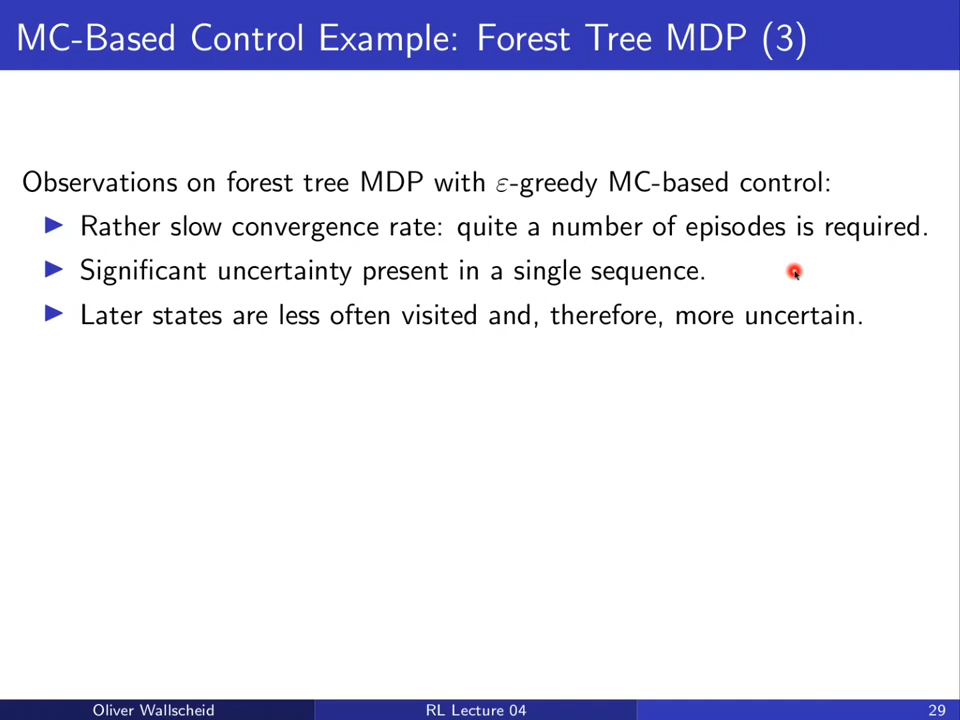 MC-Based Control Example: Forest Tree MDP (3)
Observations on forest tree MDP with ε-greedy MC-based control:
Rather slow convergence rate: quite a number of episodes is required.
Significant uncertainty present in a single sequence.
Later states are less often visited and, therefore, more uncertain.
Oliver Wallscheid RL Lecture 04 29